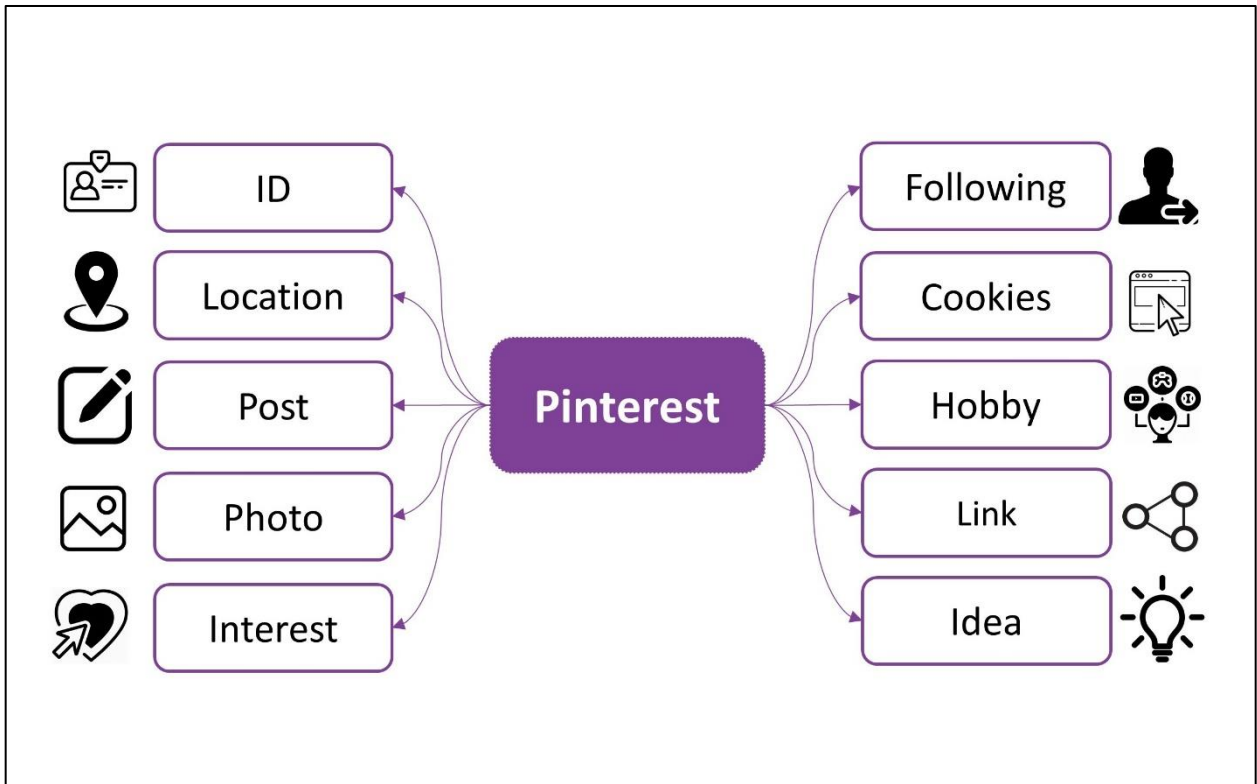 ID
Location
Post
Photo
Interest
Pinterest
Following
Cookies
Hobby
Link
Idea